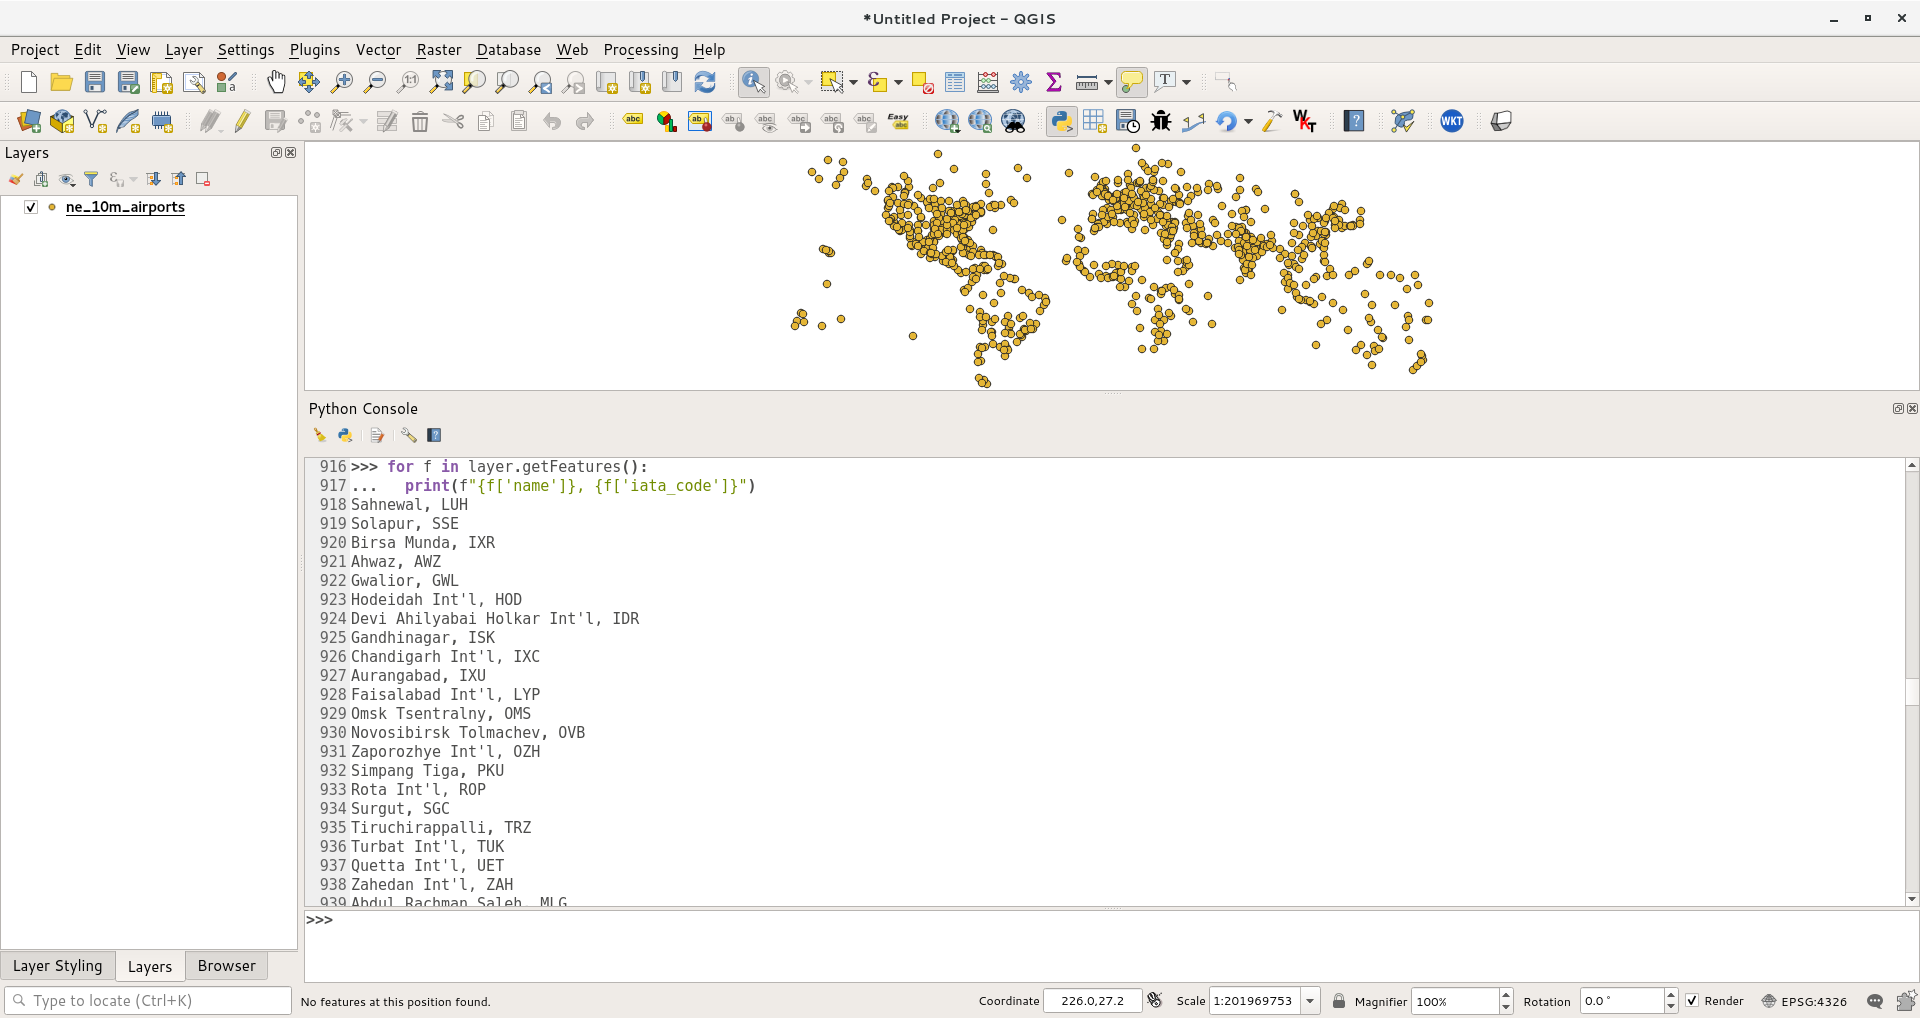 *Untitled Project - QGIS
Project Edit View Layer Settings Plugins Vector Raster Database Web Processing Help
Layers
ne_10m_airports
Python Console
916 >>> for f in layer.getFeatures():
917 ...   print(f"{f['name']}, {f['iata_code']}")
918 Sahnewal, LUH
919 Solapur, SSE
920 Birsa Munda, IXR
921 Ahwaz, AWZ
922 Gwalior, GWL
923 Hodeidah Int'l, HOD
924 Devi Ahilyabai Holkar Int'l, IDR
925 Gandhinagar, ISK
926 Chandigarh Int'l, IXC
927 Aurangabad, IXU
928 Faisalabad Int'l, LYP
929 Omsk Tsentralny, OMS
930 Novosibirsk Tolmachev, OVB
931 Zaporozhye Int'l, OZH
932 Simpang Tiga, PKU
933 Rota Int'l, ROP
934 Surgut, SGC
935 Tiruchirappalli, TRZ
936 Turbat Int'l, TUK
937 Quetta Int'l, UET
938 Zahedan Int'l, ZAH
939 Abdul Rachman Saleh, MLG
>>>
Layer Styling Layers Browser
Type to locate (Ctrl+K) No features at this position found. Coordinate 226.0,27.2 Scale 1:201969753 Magnifier 100% Rotation 0.0 ° Render EPSG:4326